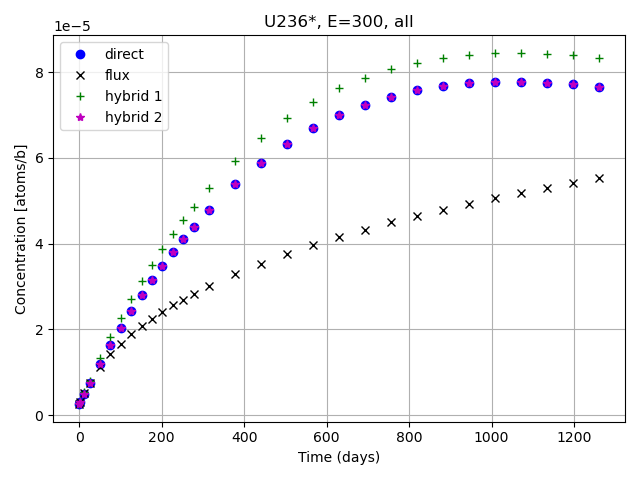 U236*, E=300, all
1e−5
direct
flux
hybrid 1
hybrid 2
8
6
4
2
0
Concentration [atoms/b]
0 200 400 600 800 1000 1200
Time (days)